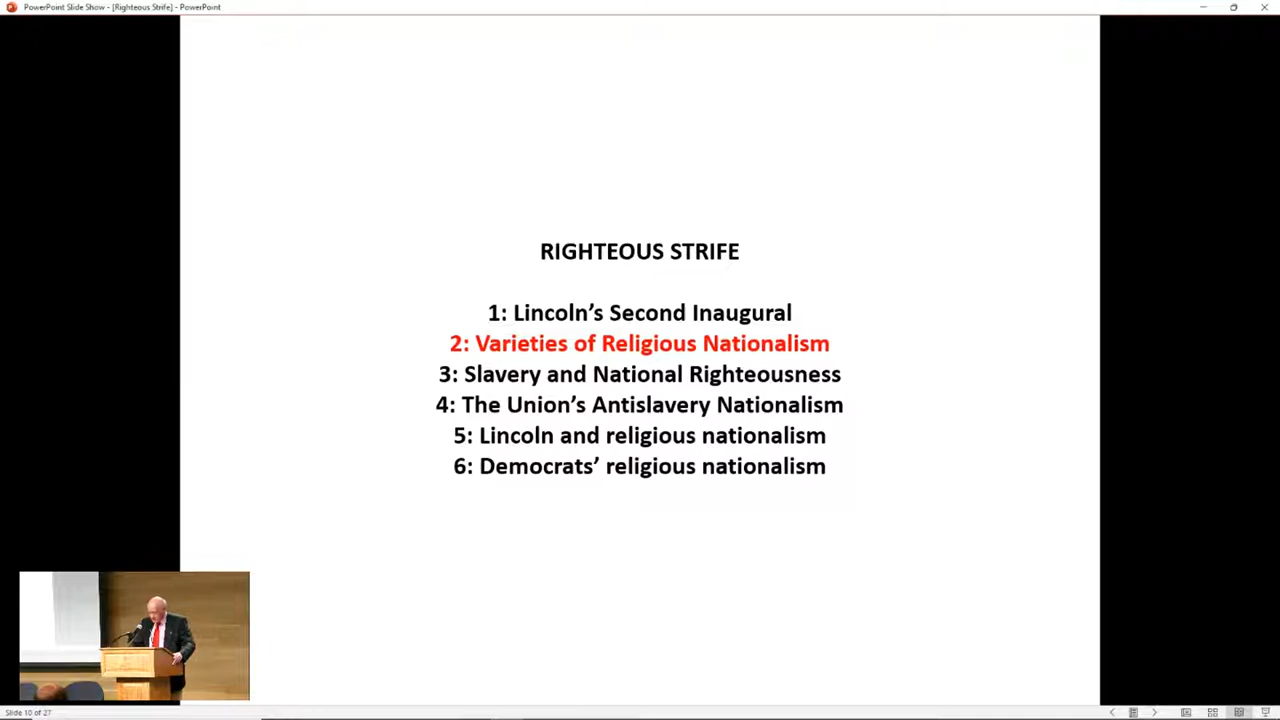 PowerPoint Slide Show - [Righteous Strife] - PowerPoint
RIGHTEOUS STRIFE
1: Lincoln’s Second Inaugural
2: Varieties of Religious Nationalism
3: Slavery and National Righteousness
4: The Union’s Antislavery Nationalism
5: Lincoln and religious nationalism
6: Democrats’ religious nationalism
Slide 10 of 27